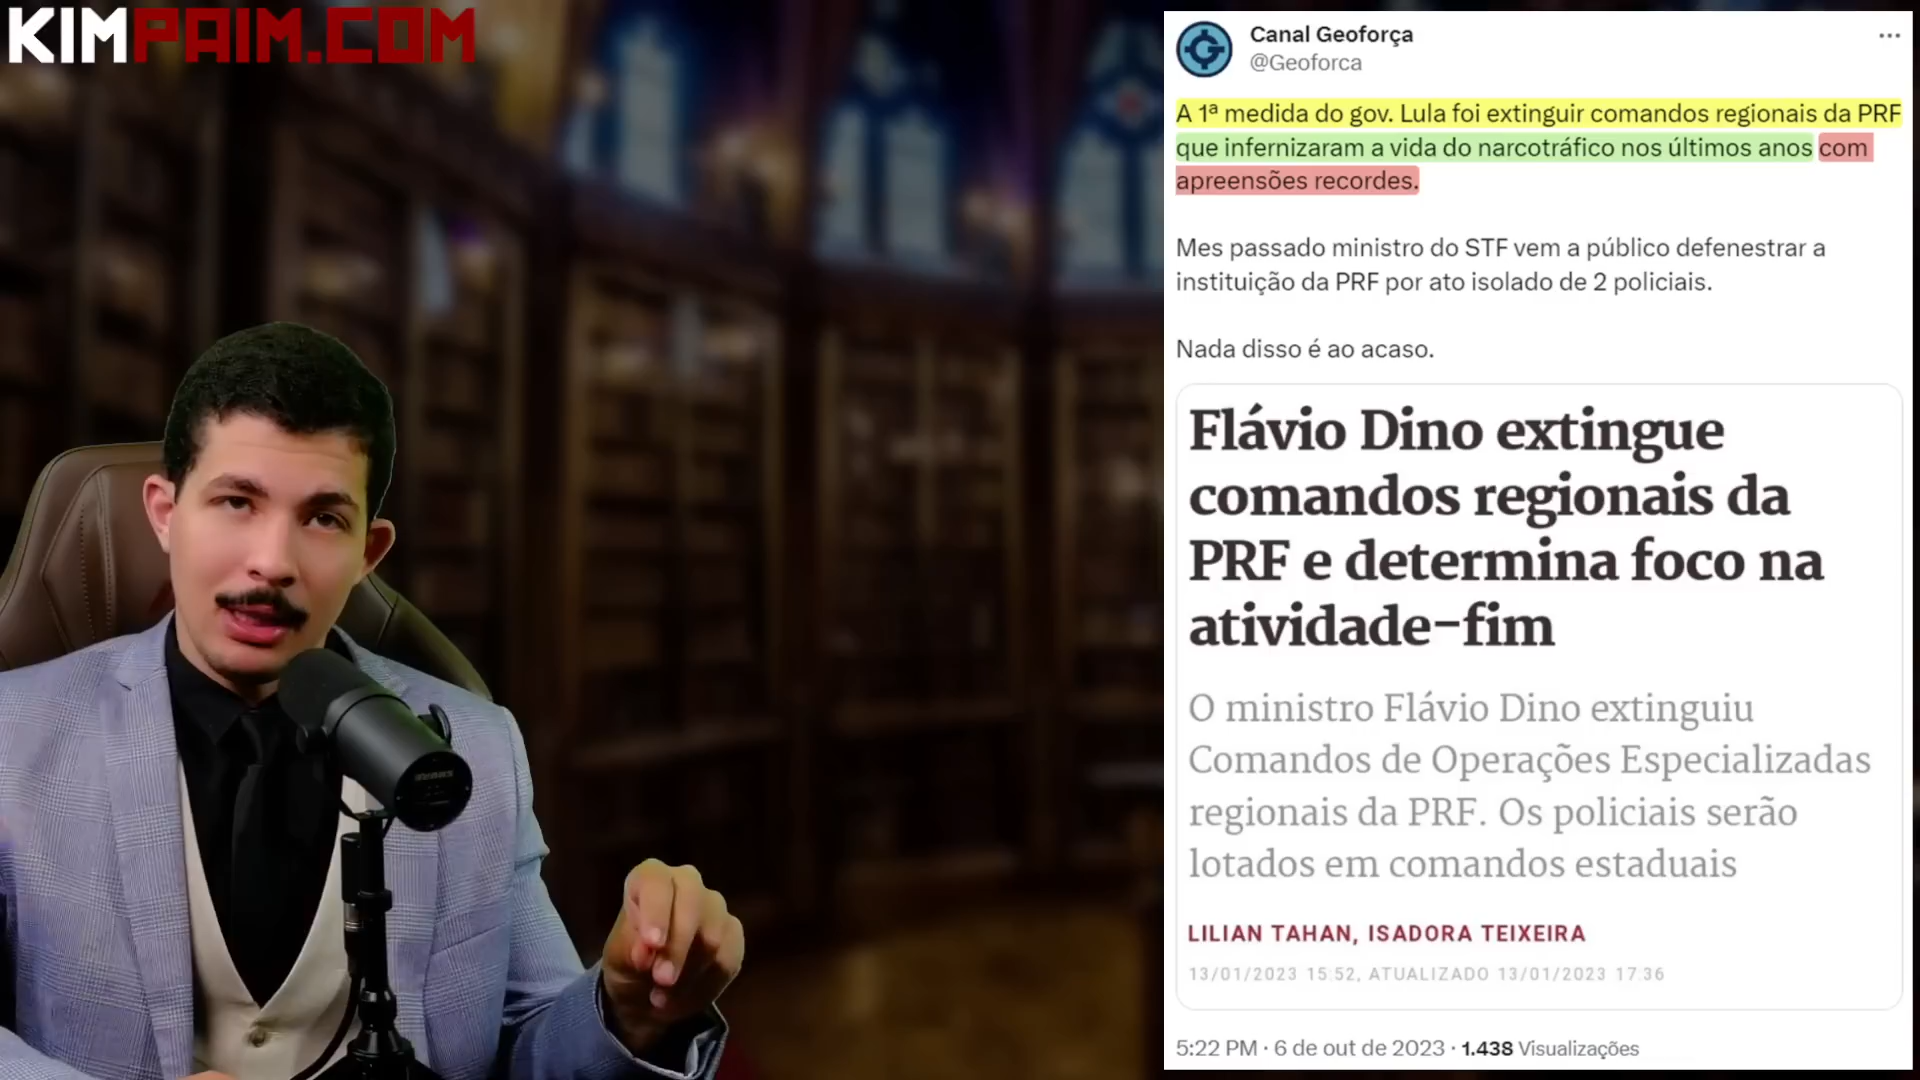 KIMPAIM.COM
Canal Geoforça
@Geoforca
A 1ª medida do gov. Lula foi extinguir comandos regionais da PRF
que infernizaram a vida do narcotráfico nos últimos anos com
apreensões recordes.
Mes passado ministro do STF vem a público defenestrar a
instituição da PRF por ato isolado de 2 policiais.
Nada disso é ao acaso.
Flávio Dino extingue
comandos regionais da
PRF e determina foco na
atividade-fim
O ministro Flávio Dino extinguiu
Comandos de Operações Especializadas
regionais da PRF. Os policiais serão
lotados em comandos estaduais
LILIAN TAHAN, ISADORA TEIXEIRA
13/01/2023 15:52, ATUALIZADO 13/01/2023 17:36
5:22 PM · 6 de out de 2023 · 1.438 Visualizações